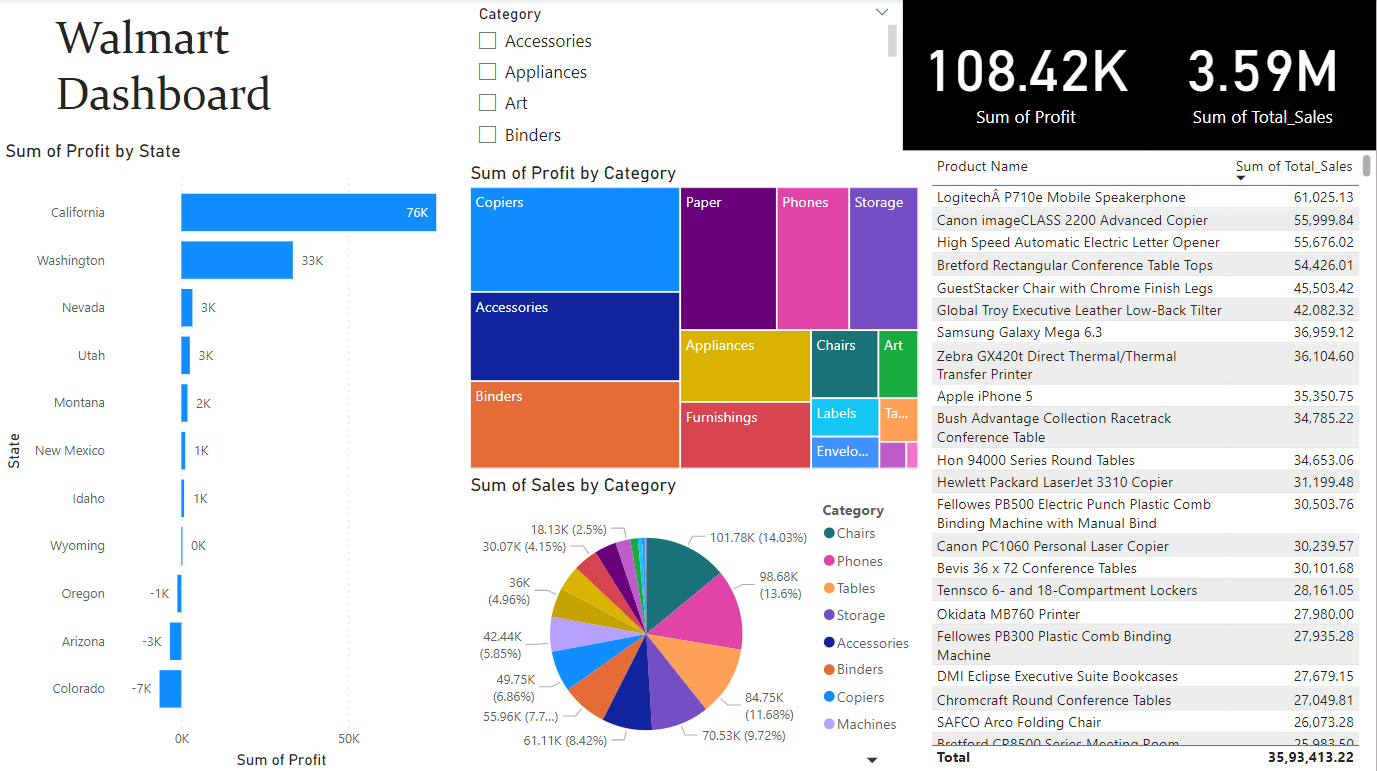 Walmart
Dashboard
Category
Accessories
Appliances
Art
Binders
108.42K
Sum of Profit
3.59M
Sum of Total_Sales
Sum of Profit by State
State
California
76K
Washington
33K
Nevada
3K
Utah
3K
Montana
2K
New Mexico
1K
Idaho
1K
Wyoming
0K
Oregon
-1K
Arizona
-3K
Colorado
-7K
0K
50K
Sum of Profit
Sum of Profit by Category
Copiers
Accessories
Binders
Paper
Phones
Storage
Appliances
Furnishings
Chairs
Art
Labels
Ta...
Envelo...
Sum of Sales by Category
101.78K (14.03%)
98.68K
(13.6%)
84.75K
(11.68%)
70.53K (9.72%)
61.11K (8.42%)
55.96K (7.7...)
49.75K
(6.86%)
42.44K
(5.85%)
36K
(4.96%)
30.07K (4.15%)
18.13K (2.5%)
Category
Chairs
Phones
Tables
Storage
Accessories
Binders
Copiers
Machines
Product Name Sum of Total_Sales
LogitechÂ P710e Mobile Speakerphone 61,025.13
Canon imageCLASS 2200 Advanced Copier 55,999.84
High Speed Automatic Electric Letter Opener 55,676.02
Bretford Rectangular Conference Table Tops 54,426.01
GuestStacker Chair with Chrome Finish Legs 45,503.42
Global Troy Executive Leather Low-Back Tilter 42,082.32
Samsung Galaxy Mega 6.3 36,959.12
Zebra GX420t Direct Thermal/Thermal 36,104.60
Transfer Printer
Apple iPhone 5 35,350.75
Bush Advantage Collection Racetrack 34,785.22
Conference Table
Hon 94000 Series Round Tables 34,653.06
Hewlett Packard LaserJet 3310 Copier 31,199.48
Fellowes PB500 Electric Punch Plastic Comb 30,503.76
Binding Machine with Manual Bind
Canon PC1060 Personal Laser Copier 30,239.57
Bevis 36 x 72 Conference Tables 30,101.68
Tennsco 6- and 18-Compartment Lockers 28,161.05
Okidata MB760 Printer 27,980.00
Fellowes PB300 Plastic Comb Binding 27,935.28
Machine
DMI Eclipse Executive Suite Bookcases 27,679.15
Chromcraft Round Conference Tables 27,049.81
SAFCO Arco Folding Chair 26,073.28
Bretford CR8500 Series Meeting Room 25,983.50
Total 35,93,413.22